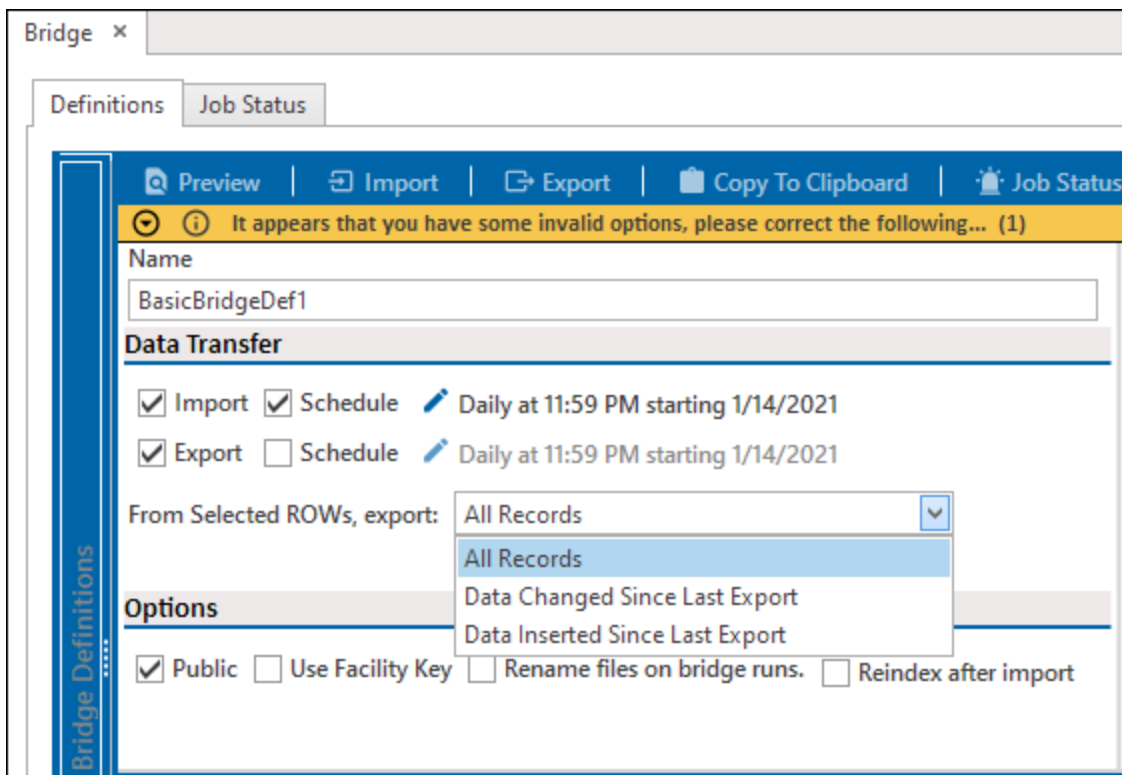 Bridge ×
Definitions Job Status
Preview Import Export Copy To Clipboard Job Status
It appears that you have some invalid options, please correct the following... (1)
Name
BasicBridgeDef1
Data Transfer
Import Schedule Daily at 11:59 PM starting 1/14/2021
Export Schedule Daily at 11:59 PM starting 1/14/2021
From Selected ROWs, export: All Records
All Records
Data Changed Since Last Export
Data Inserted Since Last Export
Options
Public Use Facility Key Rename files on bridge runs. Reindex after import
Bridge Definitions